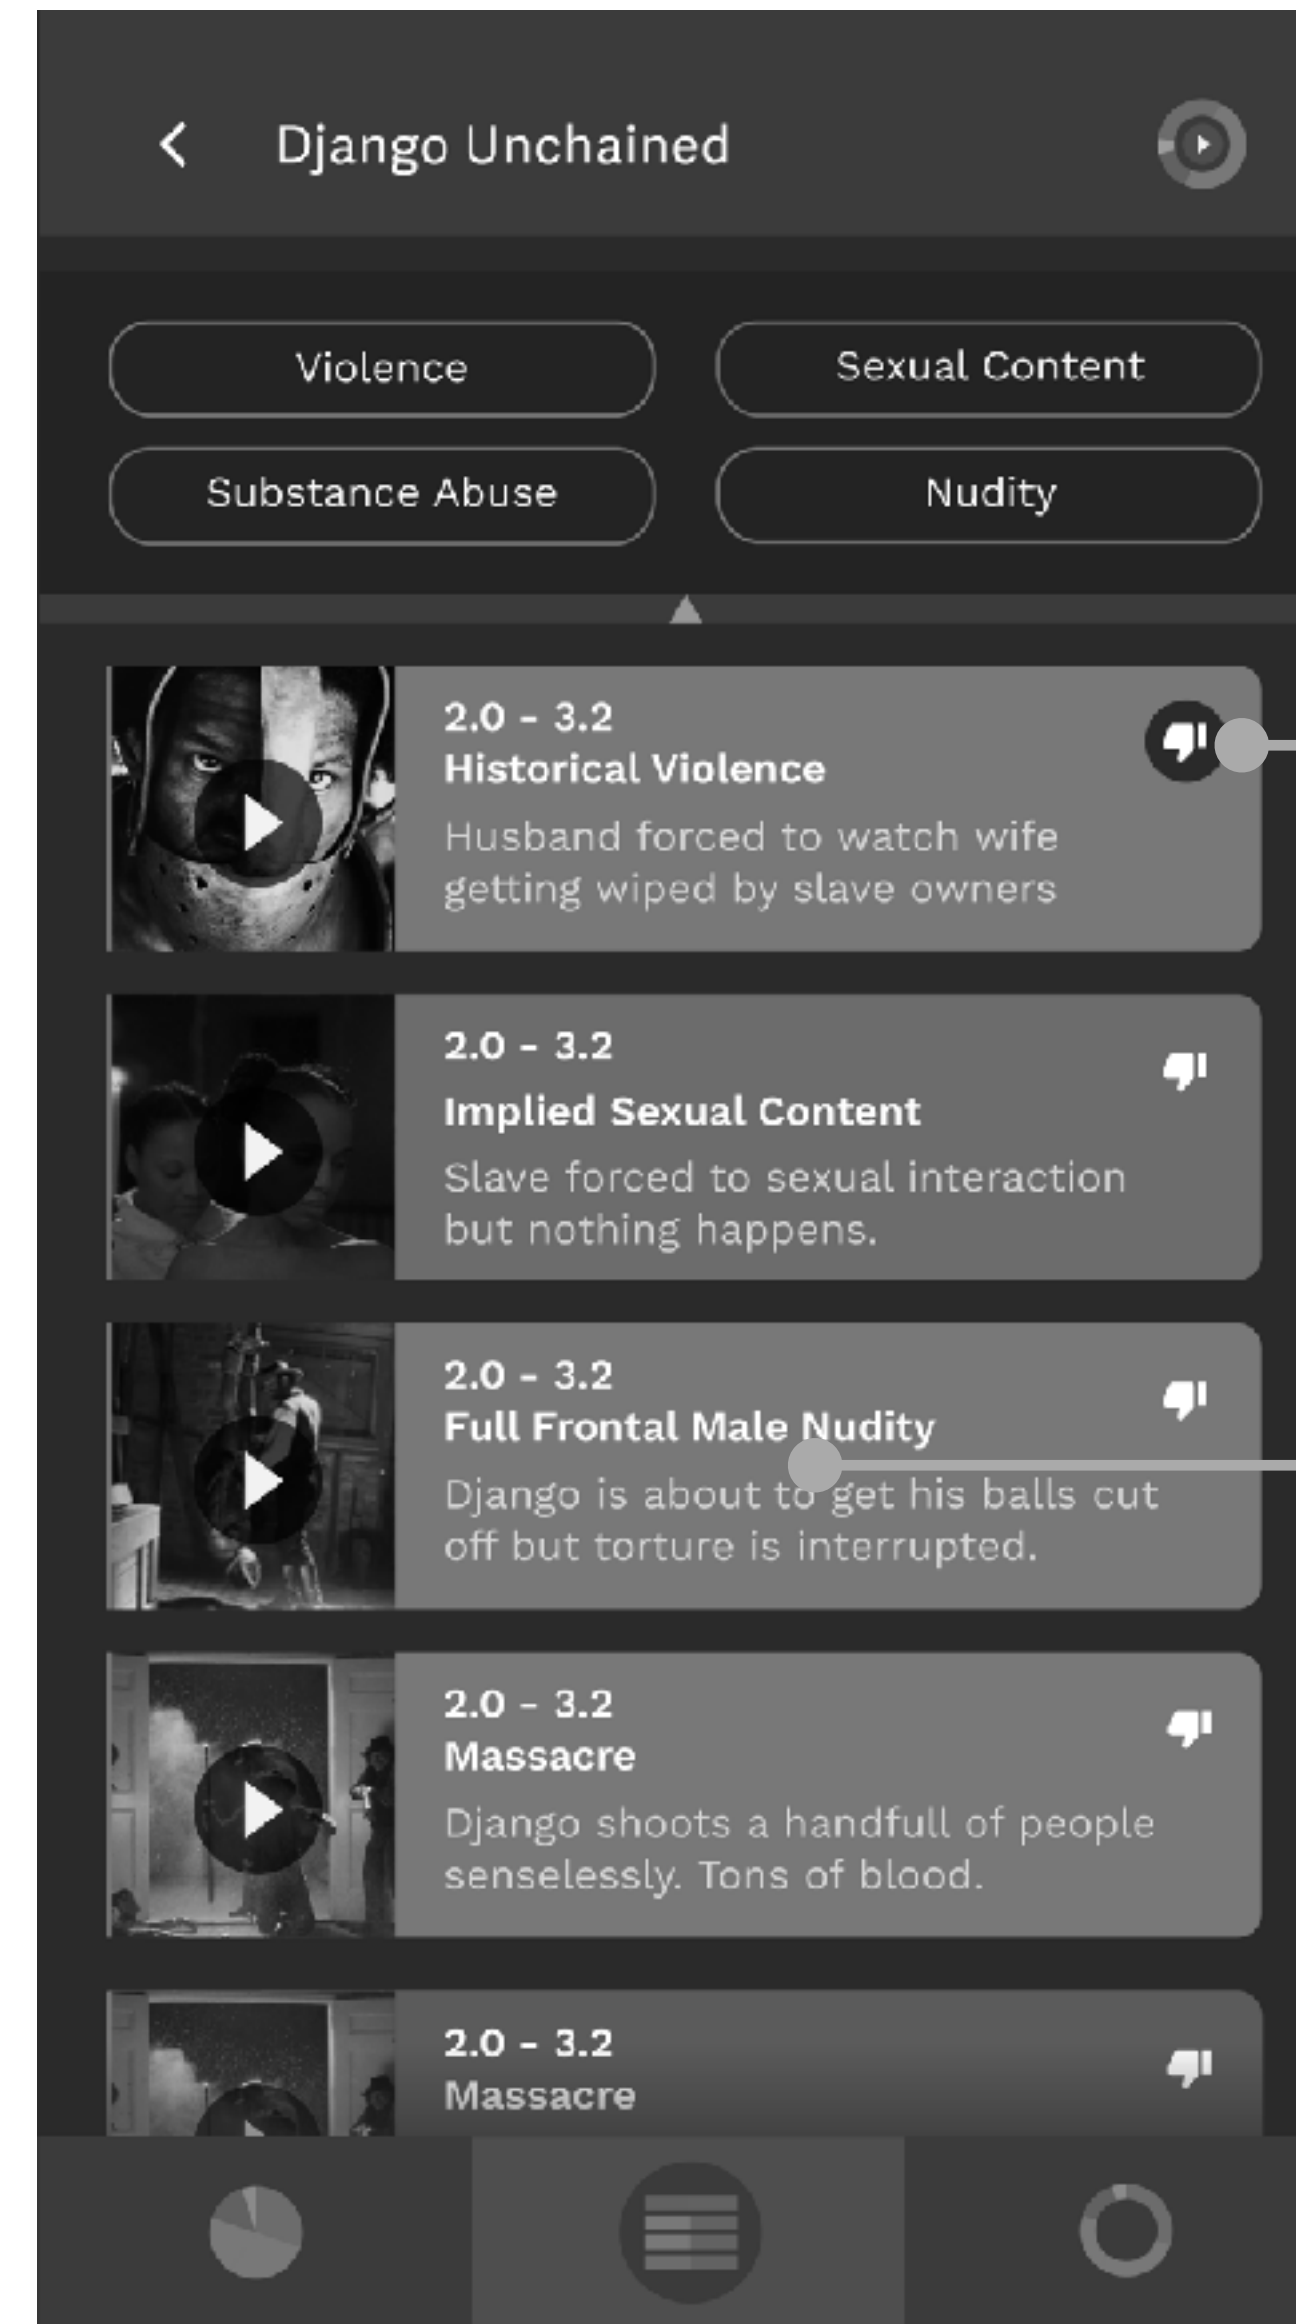 Django Unchained
Violence
Sexual Content
Substance Abuse
Nudity
2.0 - 3.2
Historical Violence
Husband forced to watch wife
getting wiped by slave owners
2.0 - 3.2
Implied Sexual Content
Slave forced to sexual interaction
but nothing happens.
2.0 - 3.2
Full Frontal Male Nudity
Django is about to get his balls cut
off but torture is interrupted.
2.0 - 3.2
Massacre
Django shoots a handfull of people
senselessly. Tons of blood.
2.0 - 3.2
Massacre